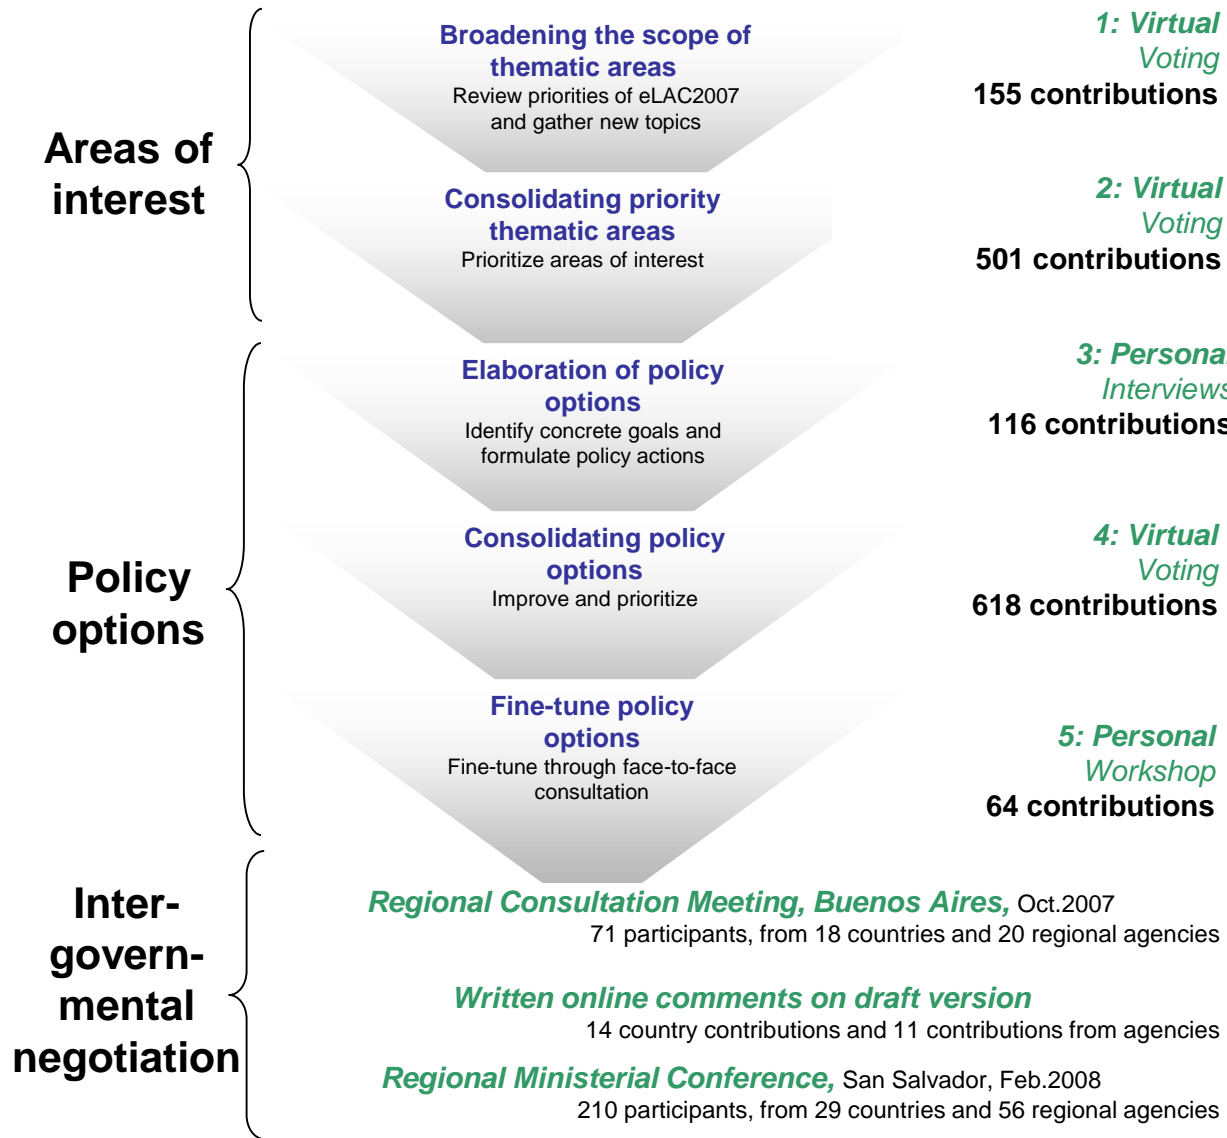 Areas of
interest
Broadening the scope of
thematic areas
Review priorities of eLAC2007
and gather new topics
1: Virtual
Voting
155 contributions
Consolidating priority
thematic areas
Prioritize areas of interest
2: Virtual
Voting
501 contributions
Policy
options
Elaboration of policy
options
Identify concrete goals and
formulate policy actions
3: Personal
Interviews
116 contributions
Consolidating policy
options
Improve and prioritize
4: Virtual
Voting
618 contributions
Fine-tune policy
options
Fine-tune through face-to-face
consultation
5: Personal
Workshop
64 contributions
Inter-
govern-
mental
negotiation
Regional Consultation Meeting, Buenos Aires, Oct.2007
71 participants, from 18 countries and 20 regional agencies
Written online comments on draft version
14 country contributions and 11 contributions from agencies
Regional Ministerial Conference, San Salvador, Feb.2008
210 participants, from 29 countries and 56 regional agencies